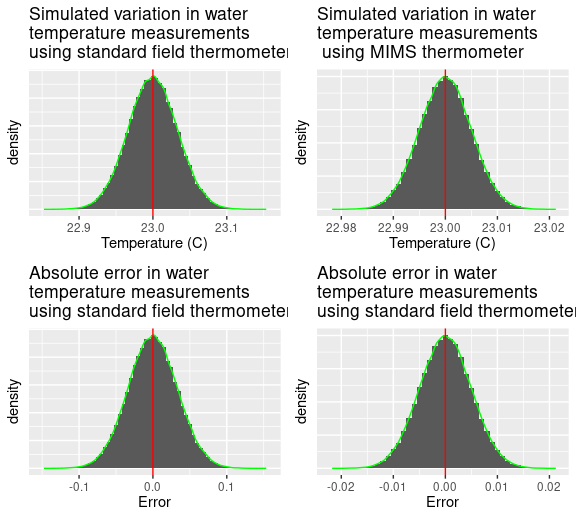 Simulated variation in water
temperature measurements
using standard field thermometer
density
22.9 23.0 23.1
Temperature (C)
Simulated variation in water
temperature measurements
using MIMS thermometer
density
22.98 22.99 23.00 23.01 23.02
Temperature (C)
Absolute error in water
temperature measurements
using standard field thermometer
density
-0.1 0.0 0.1
Error
Absolute error in water
temperature measurements
using standard field thermometer
density
-0.02 -0.01 0.00 0.01 0.02
Error